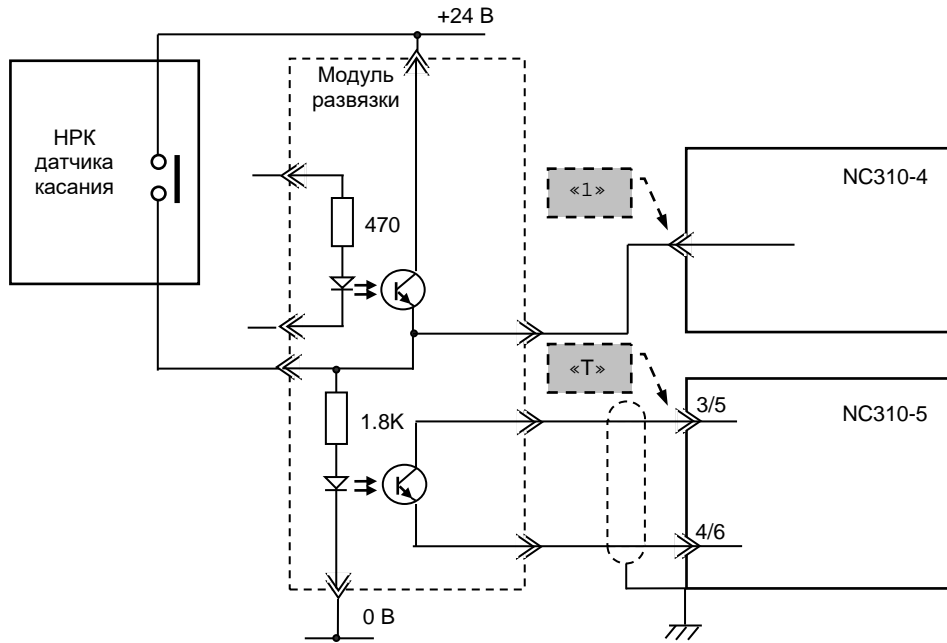 +24 В
Модуль
развязки
НРК
датчика
касания
«1»
NC310-4
470
«Т»
3/5
NC310-5
1.8K
4/6
0 В